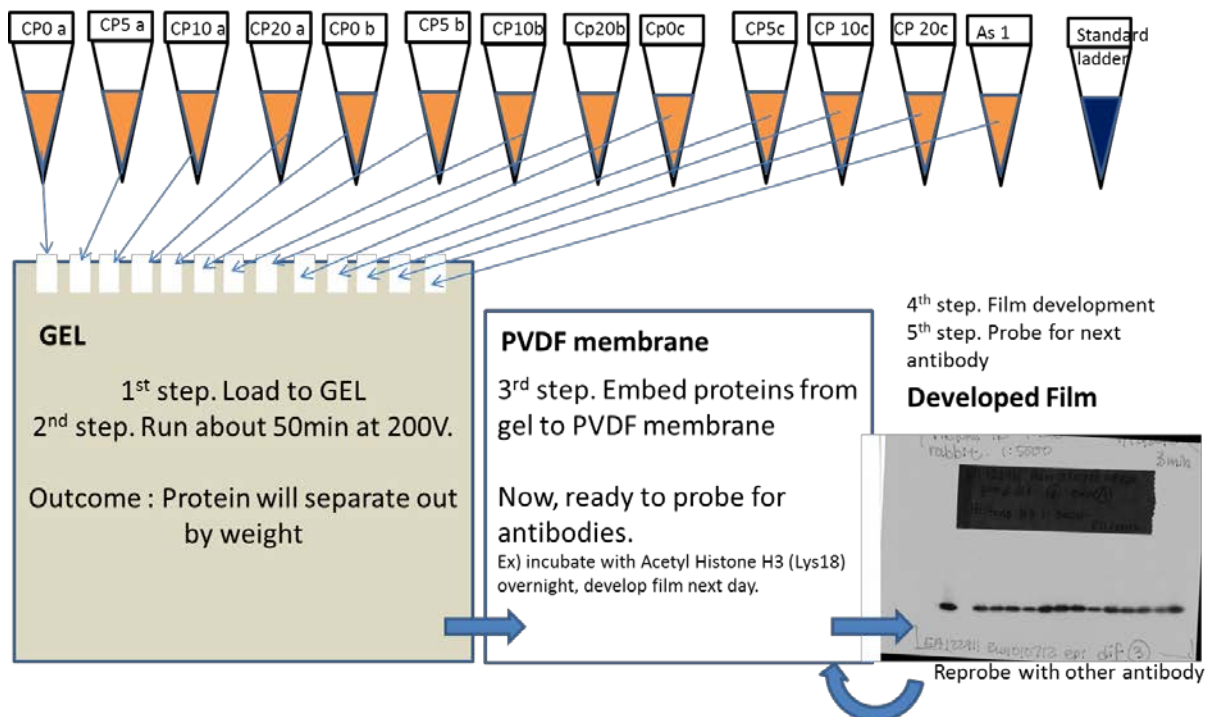 CP0 a
CP5 a
CP10 a
CP20 a
CP0 b
CP5 b
CP10b
Cp20b
Cp0c
CP5c
CP 10c
CP 20c
As 1
Standard
ladder
GEL
1st step. Load to GEL
2nd step. Run about 50min at 200V.
Outcome : Protein will separate out
by weight
PVDF membrane
3rd step. Embed proteins from
gel to PVDF membrane
Now, ready to probe for
antibodies.
Ex) incubate with Acetyl Histone H3 (Lys18)
overnight, develop film next day.
4th step. Film development
5th step. Probe for next
antibody
Developed Film
rabbit. 1:5000
3min
dif 3
Reprobe with other antibody